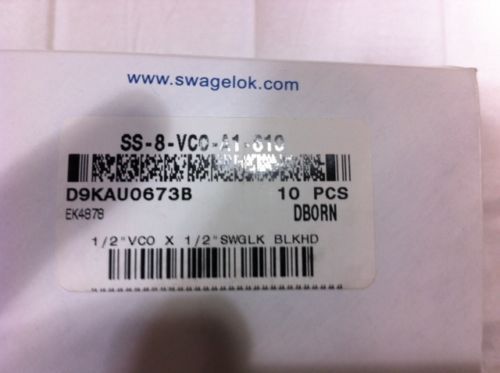 www.swagelok.com
SS-8-VCO-A1-810
D9KAU0673B 10 PCS
EK4878 DBORN
1/2"VCO X 1/2"SWGLK BLKHD